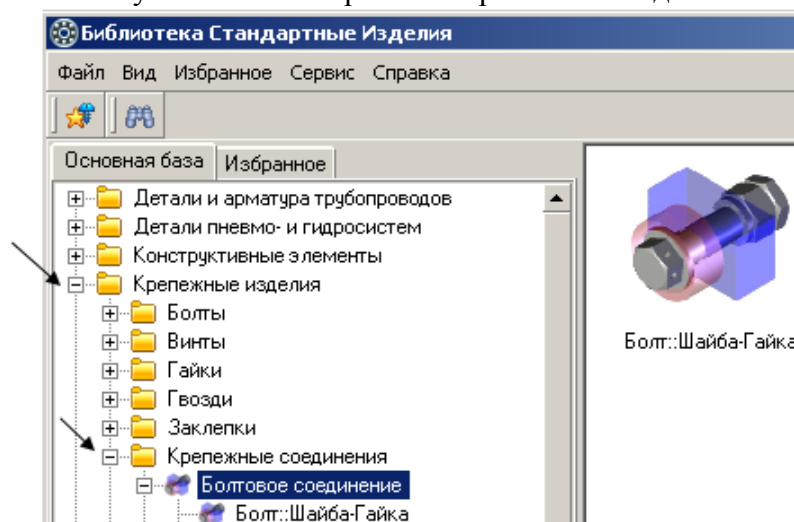 Библиотека Стандартные Изделия
Файл Вид Избранное Сервис Справка
Основная база Избранное
Детали и арматура трубопроводов
Детали пневмо- и гидросистем
Конструктивные элементы
Крепежные изделия
Болты
Винты
Гайки
Гвозди
Заклепки
Крепежные соединения
Болтовое соединение
Болт::Шайба-Гайка
Болт::Шайба-Гайка